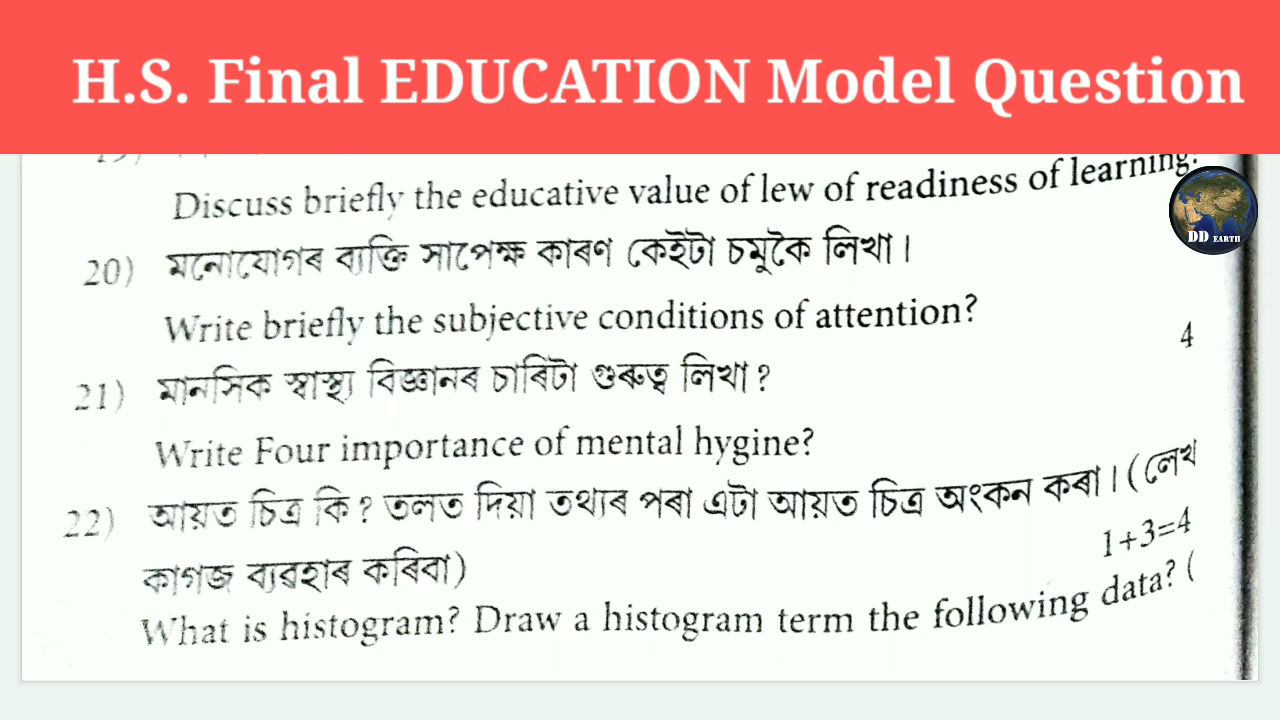 H.S. Final EDUCATION Model Question
Discuss briefly the educative value of lew of readiness of learning.
DD EARTH
20) মনোযোগৰ ব্যক্তি সাপেক্ষ কাৰণ কেইটা চমুকৈ লিখা।
Write briefly the subjective conditions of attention?
4
21) মানসিক স্বাস্থ্য বিজ্ঞানৰ চাৰিটা গুৰুত্ব লিখা?
Write Four importance of mental hygine?
22) আয়ত চিত্ৰ কি? তলত দিয়া তথ্যৰ পৰা এটা আয়ত চিত্ৰ অংকন কৰা। (লেখ
1+3=4
কাগজ ব্যৱহাৰ কৰিবা)
What is histogram? Draw a histogram term the following data? (